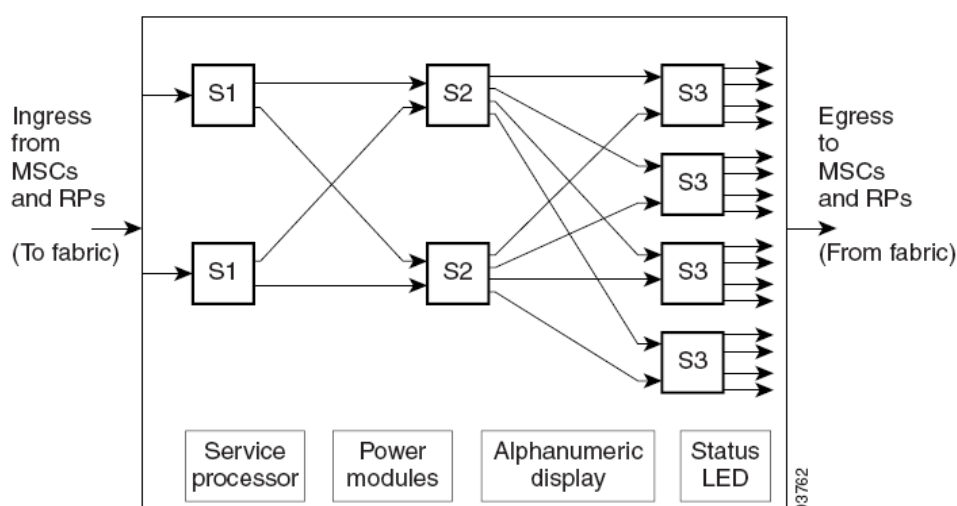 Ingress
from
MSCs
and RPs
(To fabric)
S1
S1
S2
S2
S3
S3
S3
S3
Egress
to
MSCs
and RPs
(From fabric)
Service
processor
Power
modules
Alphanumeric
display
Status
LED